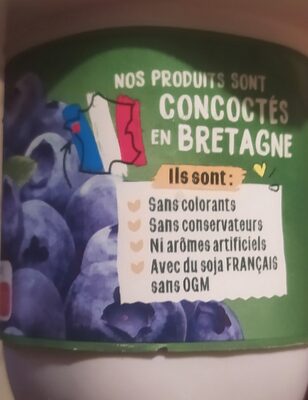 NOS PRODUITS SONT
CONCOCTÉS
EN BRETAGNE
Ils sont :
Sans colorants
Sans conservateurs
Ni arômes artificiels
Avec du soja FRANÇAIS
sans OGM